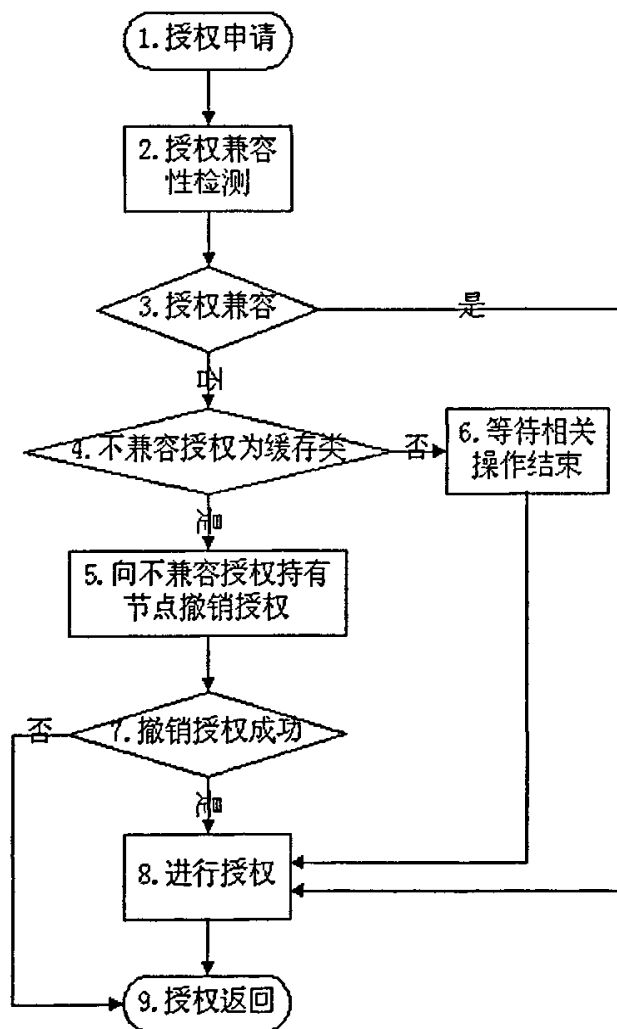 1.授权申请
2.授权兼容
性检测
3.授权兼容
是
否
4.不兼容授权为缓存类
否
6.等待相关
操作结束
是
5.向不兼容授权持有
节点撤销授权
否
7.撤销授权成功
是
8.进行授权
9.授权返回